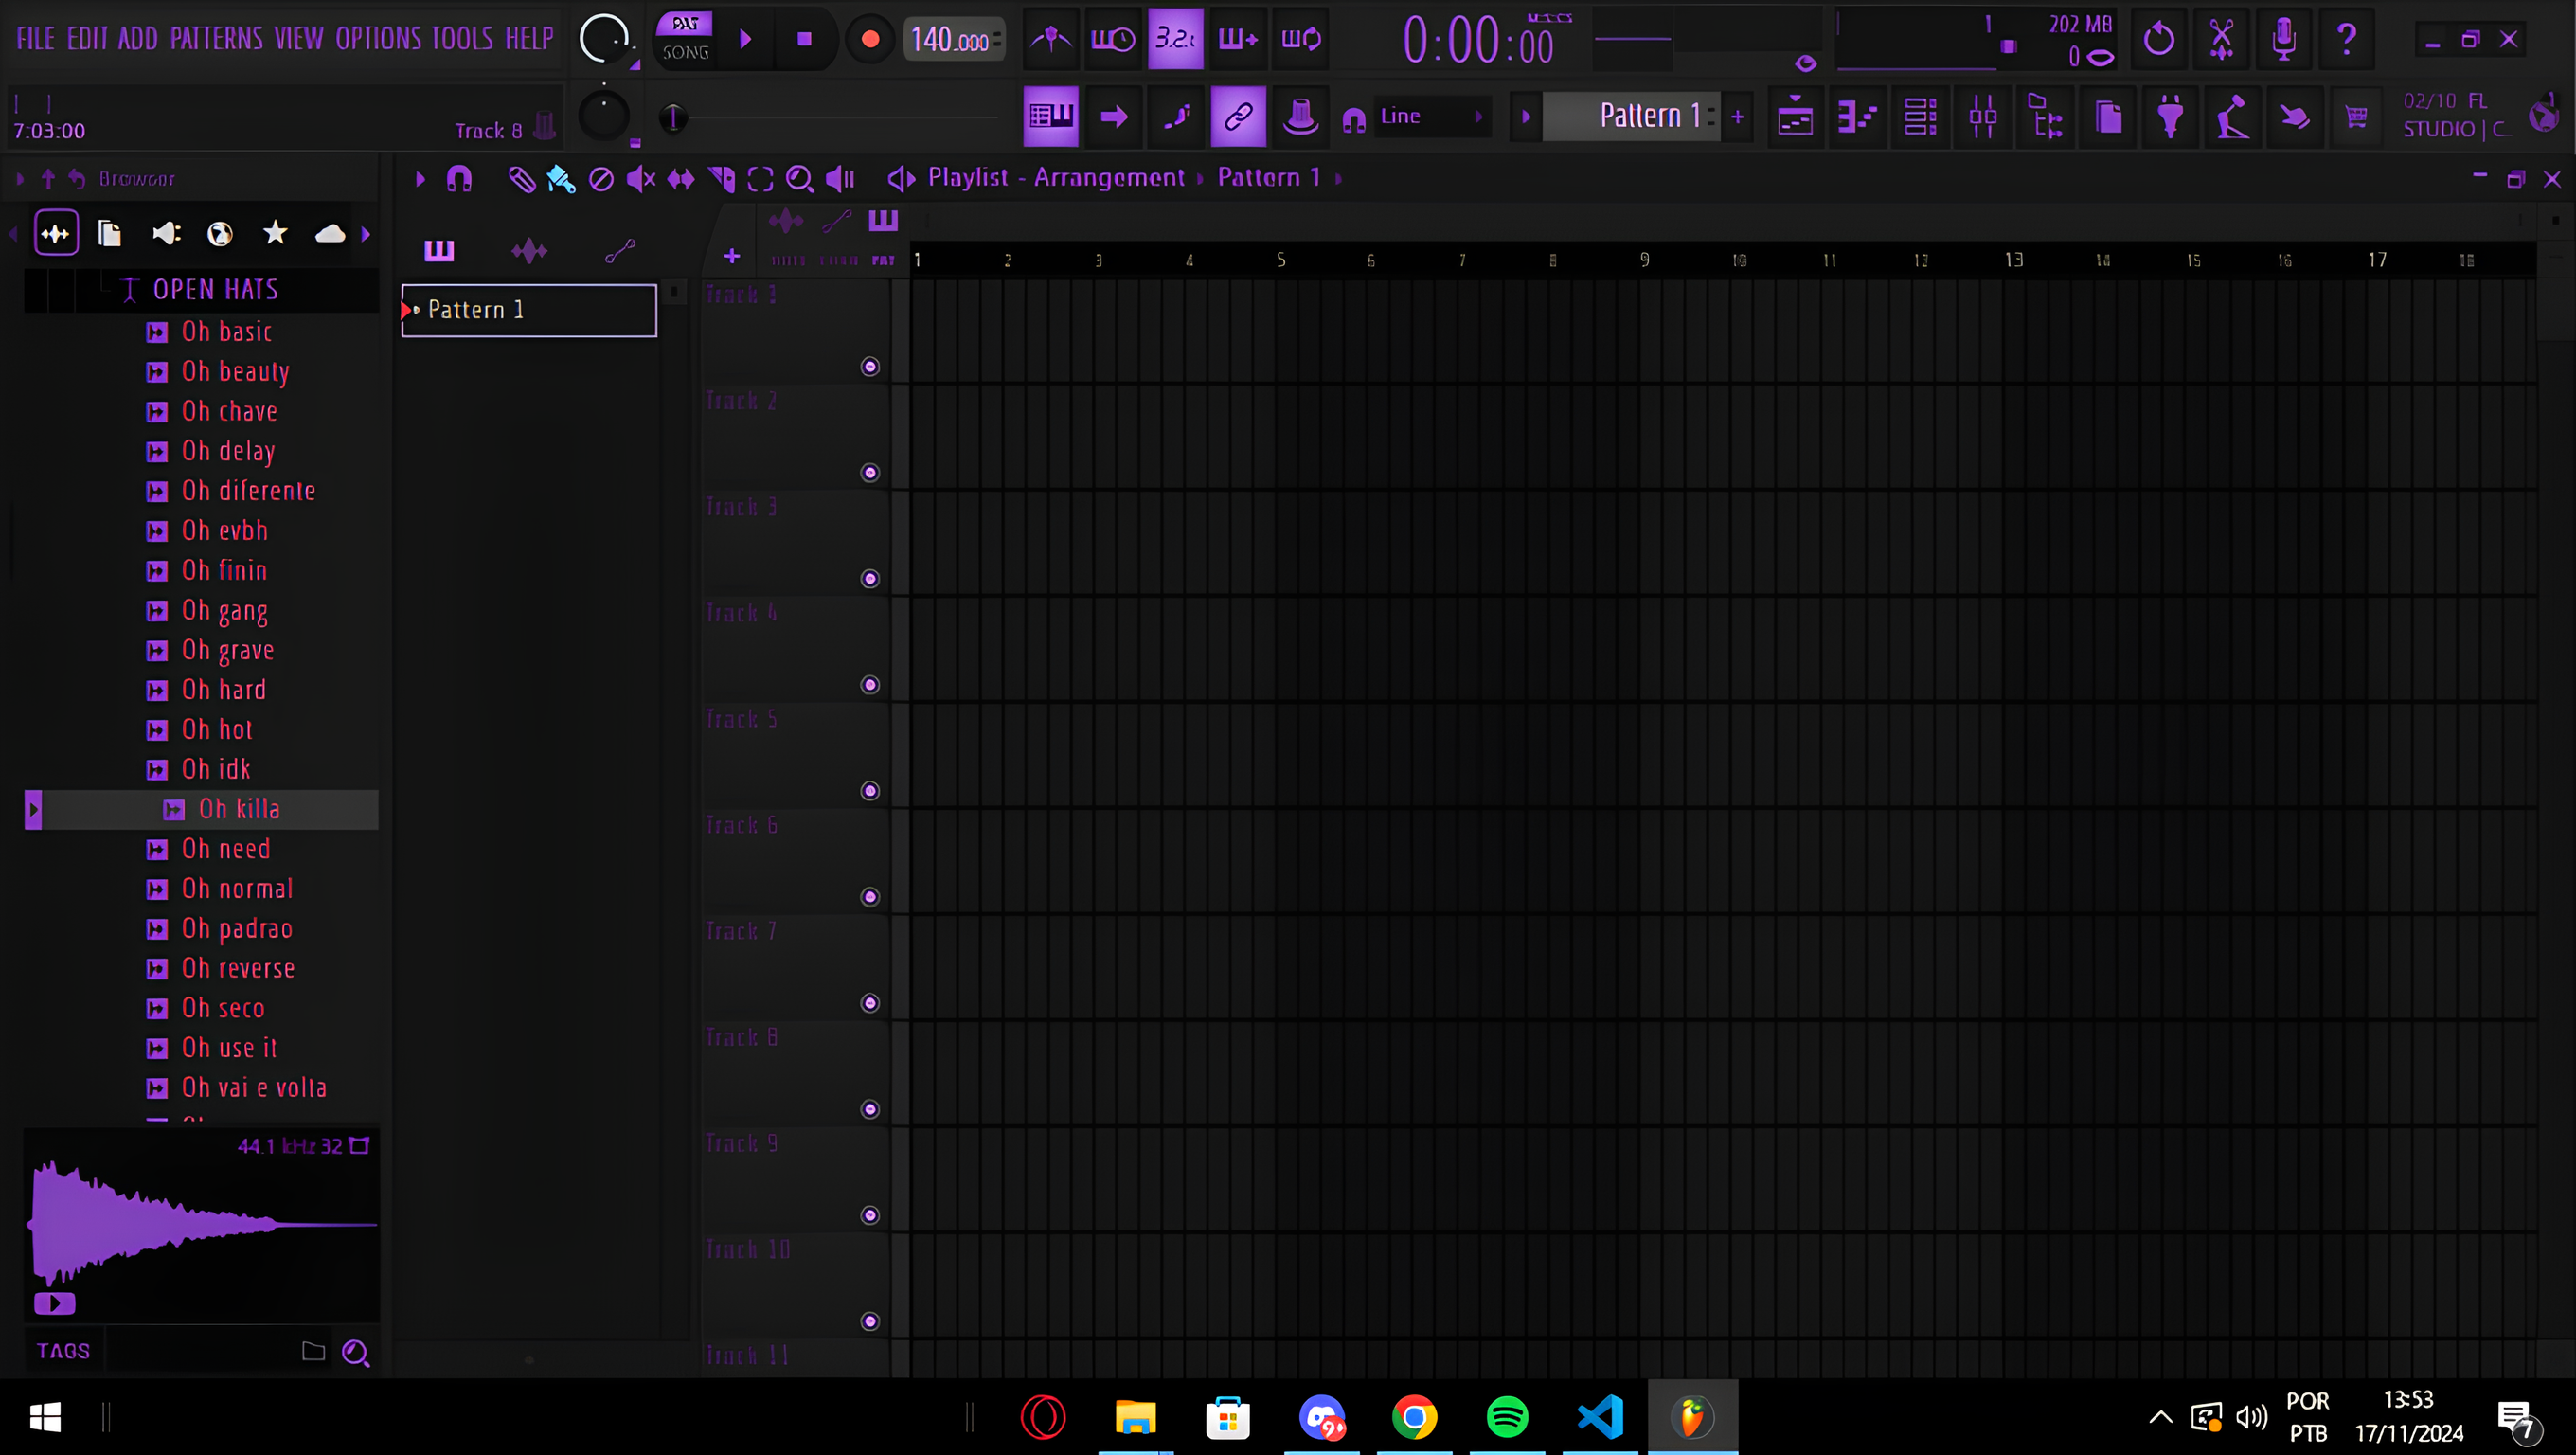 FILE EDIT ADD PATTERNS VIEW OPTIONS TOOLS HELP
PAT
SONG
140.000
3.2.
0:00:00
M:S:CS
1
202 MB
0
7:03:00
Track 8
Line
Pattern 1
02/10 FL
STUDIO | C..
Browser
Playlist - Arrangement
Pattern 1
PAT
1 2 3 4 5 6 7 8 9 10 11 12 13 14 15 16 17 18
OPEN HATS
Oh basic
Oh beauty
Oh chave
Oh delay
Oh diferente
Oh evbh
Oh finin
Oh gang
Oh grave
Oh hard
Oh hot
Oh idk
Oh killa
Oh need
Oh normal
Oh padrao
Oh reverse
Oh seco
Oh use it
Oh vai e volta
44.1 kHz 32
TAGS
Pattern 1
Track 1
Track 2
Track 3
Track 4
Track 5
Track 6
Track 7
Track 8
Track 9
Track 10
Track 11
9+
POR
PTB
13:53
17/11/2024
7